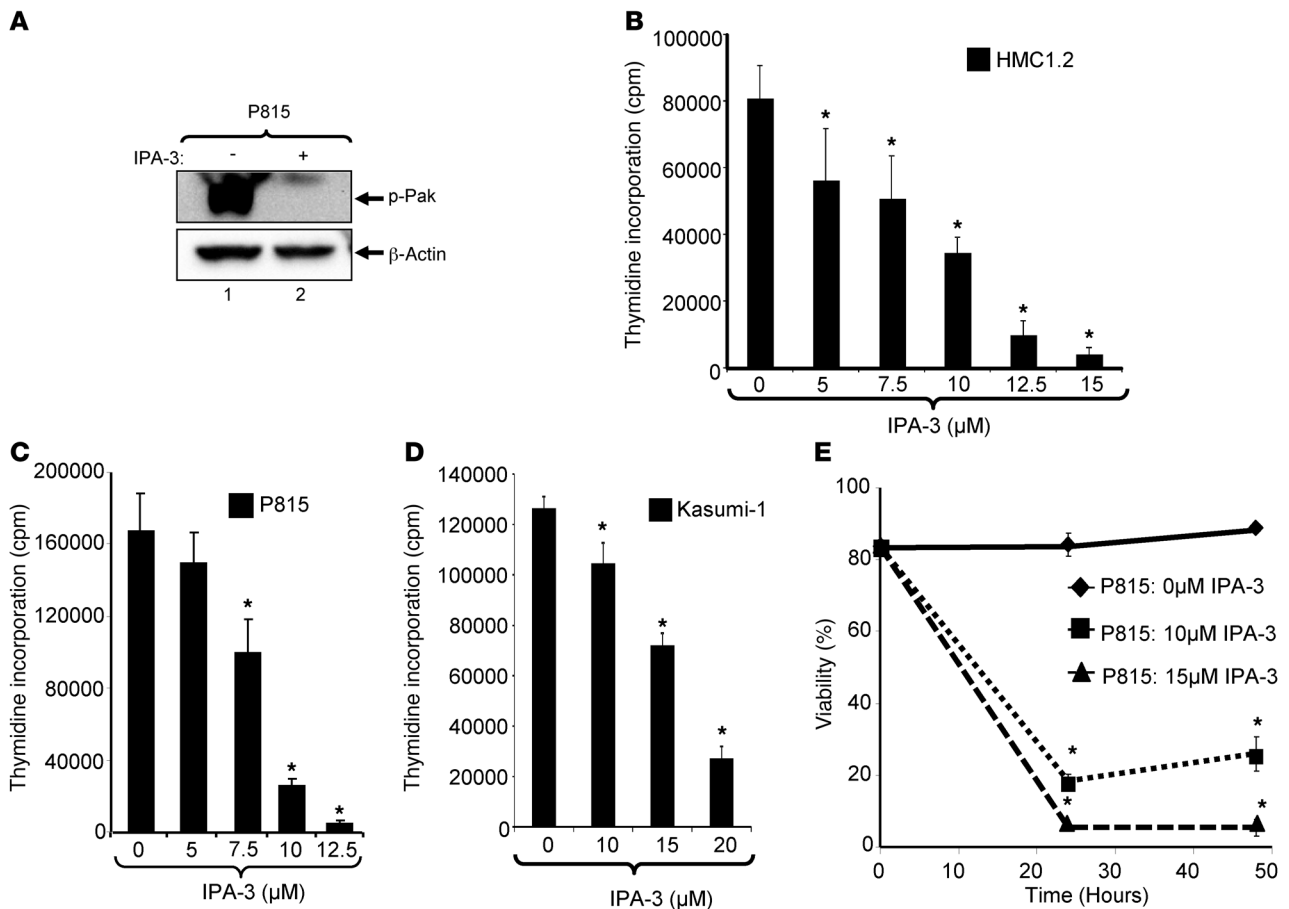 A
P815
IPA-3: - +
p-Pak
β-Actin
1 2
B
HMC1.2
Thymidine incorporation (cpm)
100000
80000
60000
40000
20000
0
* * * * *
0 5 7.5 10 12.5 15
IPA-3 (µM)
C
P815
Thymidine incorporation (cpm)
200000
160000
120000
80000
40000
0
* * *
0 5 7.5 10 12.5
IPA-3 (µM)
D
Kasumi-1
Thymidine incorporation (cpm)
140000
120000
100000
80000
60000
40000
20000
0
* * *
0 10 15 20
IPA-3 (µM)
E
Viability (%)
100
80
60
40
20
0
P815: 0µM IPA-3
P815: 10µM IPA-3
P815: 15µM IPA-3
* *
* *
0 10 20 30 40 50
Time (Hours)